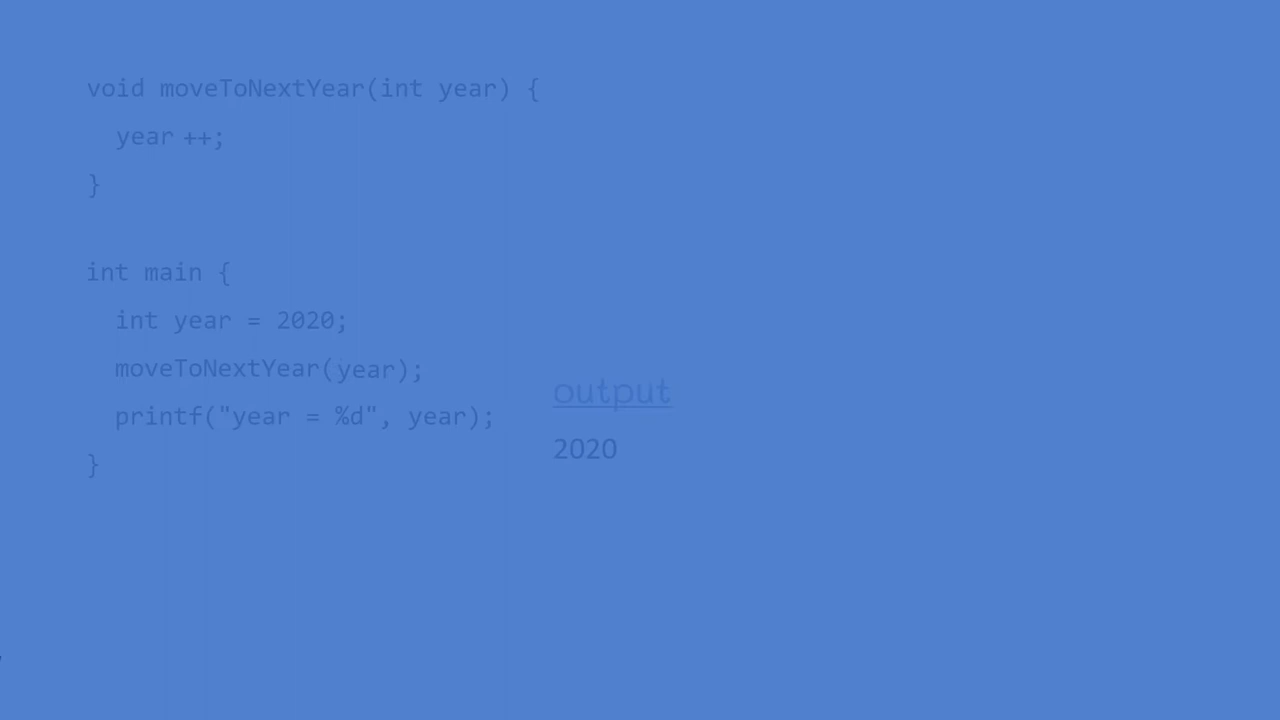 void moveToNextYear(int year) {
year ++;
}
int main {
int year = 2020;
moveToNextYear(year);
printf("year = %d", year);
}
output
2020